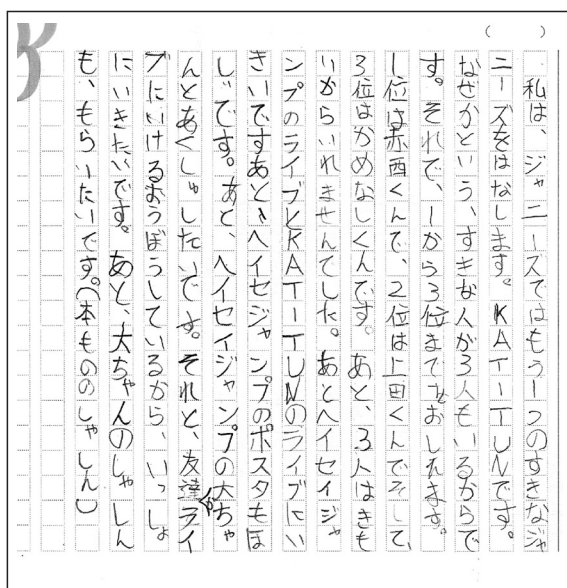 私は、ジャニーズではもう一つのすきなジャ
ニーズをはなします。KAT-TUNです。
なぜかという、すきな人が3人もいるからで
す。それで、1から3位まで、おしえます。
1位は赤西くんで、2位は上田くんでそして、
3位はかめなしくんです。あと、3人はきも
いからいれませんでした。あとヘイセイジャ
ンプのライブとKAT-TUNのライブにい
きいですあと、ヘイセジャンプのポスタもほ
しいです。あと、ヘイセイジャンプの大ちゃ
んとあくしゅしたいです。それと、友達がライ
ブにいけるおうぼうしているから、いっしょ
にいきたいです。あと、大ちゃんのしゃしん
も、もらいたいです。(本もののしゃしん)